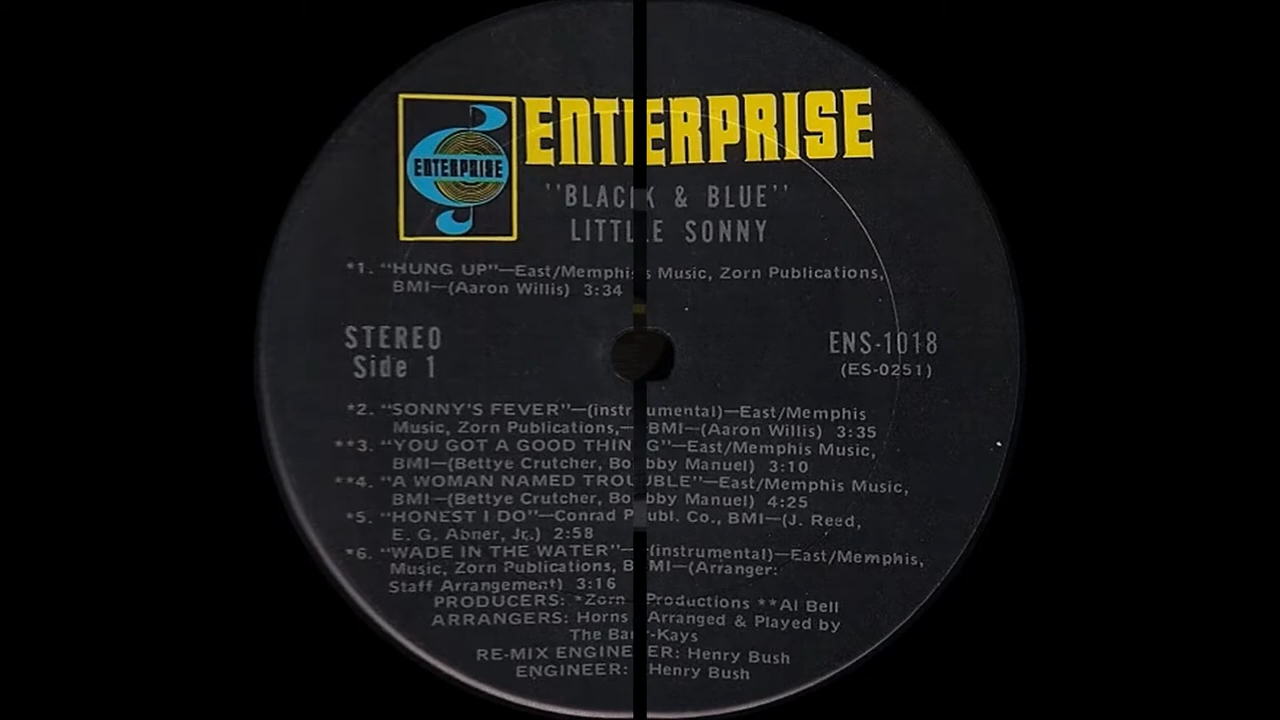 ENTERPRISE
ENTERPRISE
"BLACK & BLUE"
LITTLE SONNY
*1. "HUNG UP"—East/Memphis Music, Zorn Publications,
BMI—(Aaron Willis) 3:34
STEREO
Side 1
ENS-1018
(ES-0251)
*2. "SONNY'S FEVER"—(instrumental)—East/Memphis
Music, Zorn Publications,—BMI—(Aaron Willis) 3:35
**3. "YOU GOT A GOOD THING"—East/Memphis Music,
BMI—(Bettye Crutcher, Bobby Manuel) 3:10
**4. "A WOMAN NAMED TROUBLE"—East/Memphis Music,
BMI—(Bettye Crutcher, Bobby Manuel) 4:25
*5. "HONEST I DO"—Conrad Publ. Co., BMI—(J. Reed,
E. G. Abner, Jr.) 2:58
*6. "WADE IN THE WATER"—(instrumental)—East/Memphis,
Music, Zorn Publications, BMI—(Arranger:
Staff Arrangement) 3:16
PRODUCERS: *Zorn Productions **Al Bell
ARRANGERS: Horns Arranged & Played by
The Bar-Kays
RE-MIX ENGINEER: Henry Bush
ENGINEER: Henry Bush